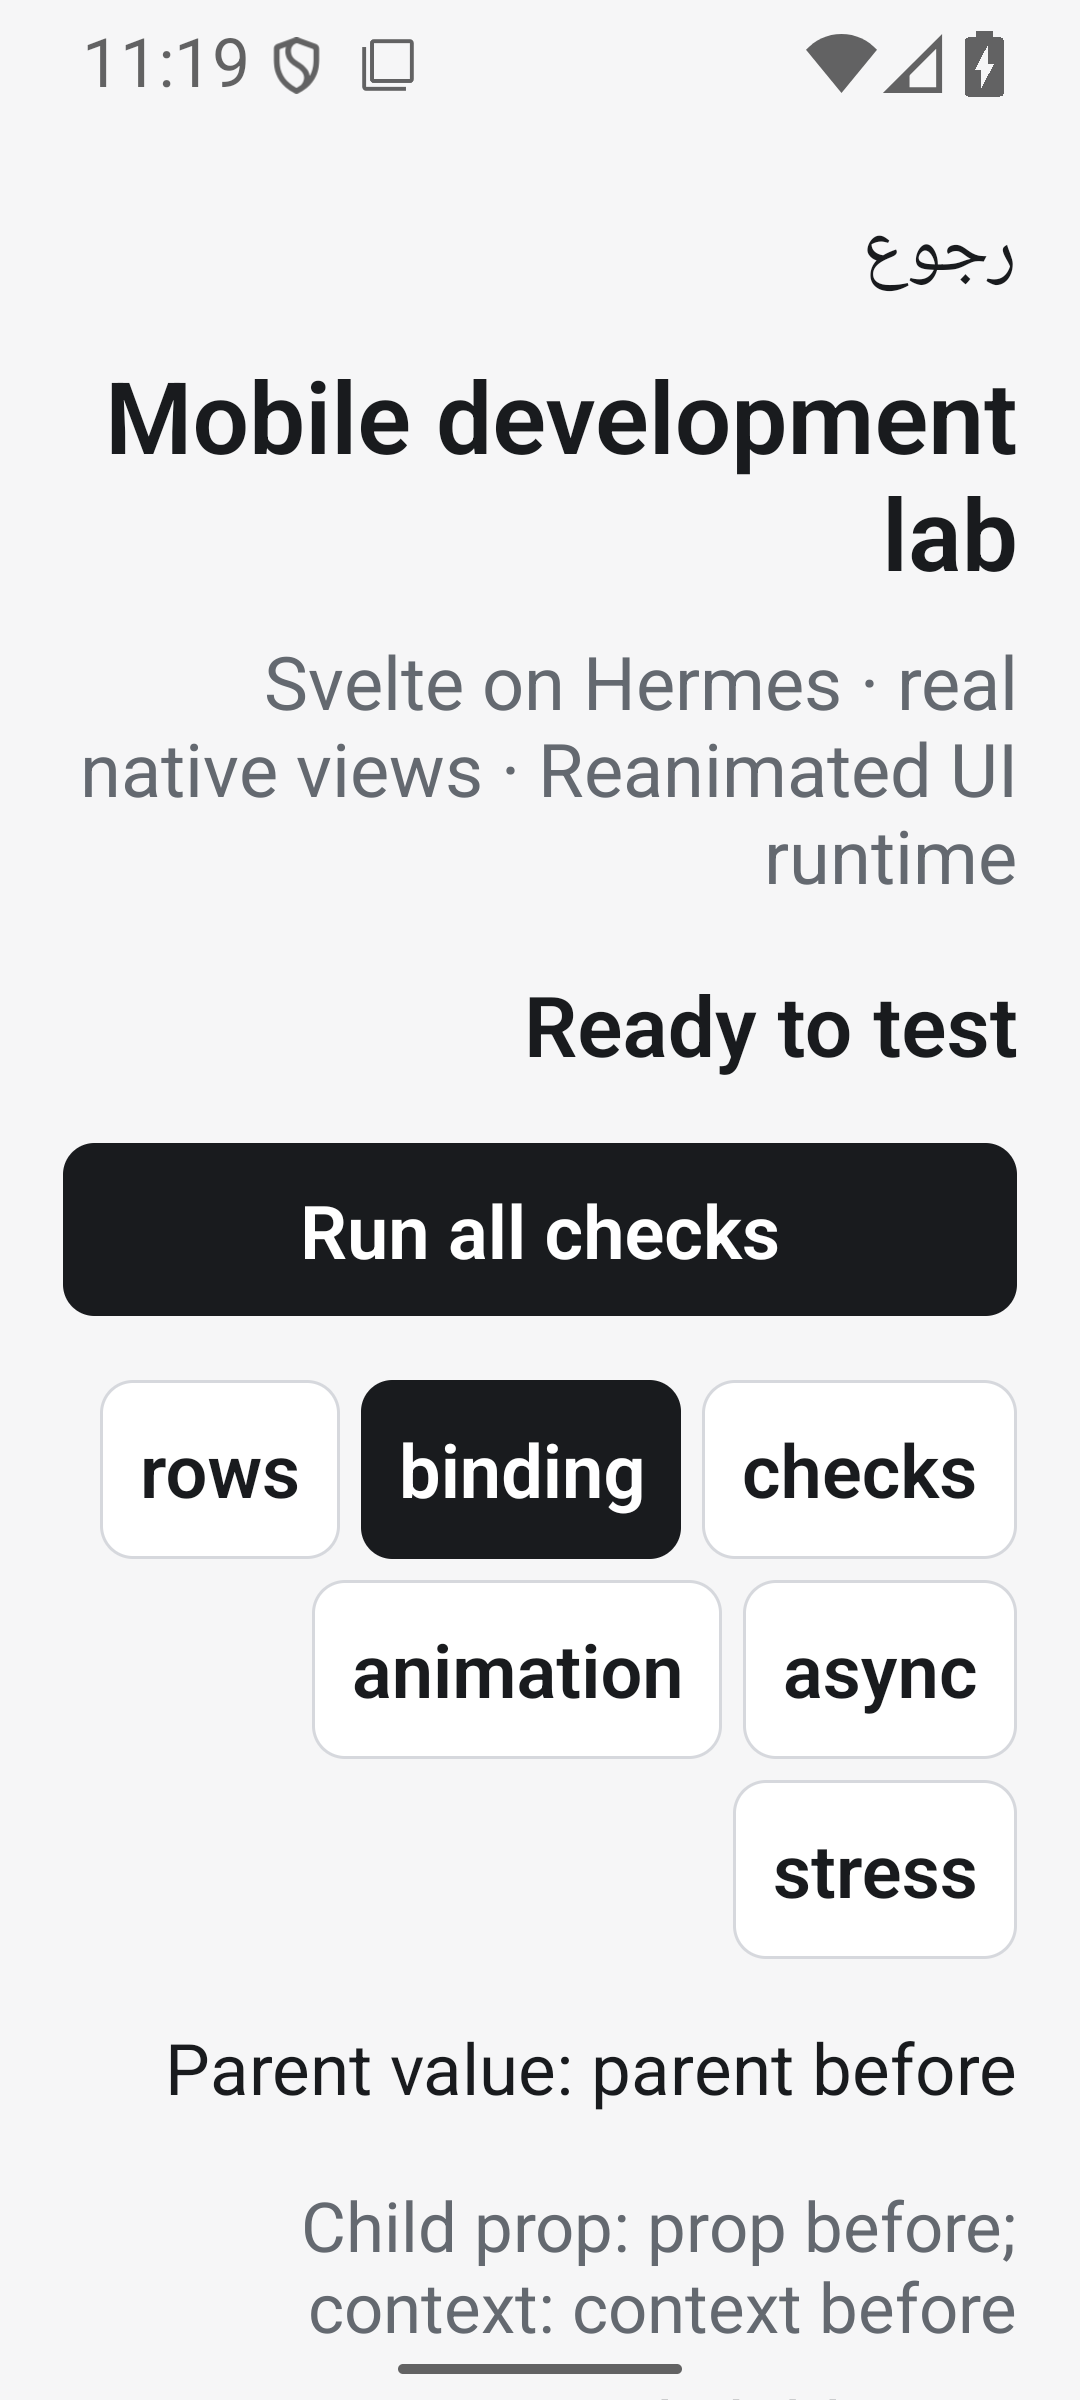 11:19
رجوع
Mobile development
lab
Svelte on Hermes · real
native views · Reanimated UI
runtime
Ready to test
Run all checks
checks binding rows
async animation
stress
Parent value: parent before
Child prop: prop before;
context: context before